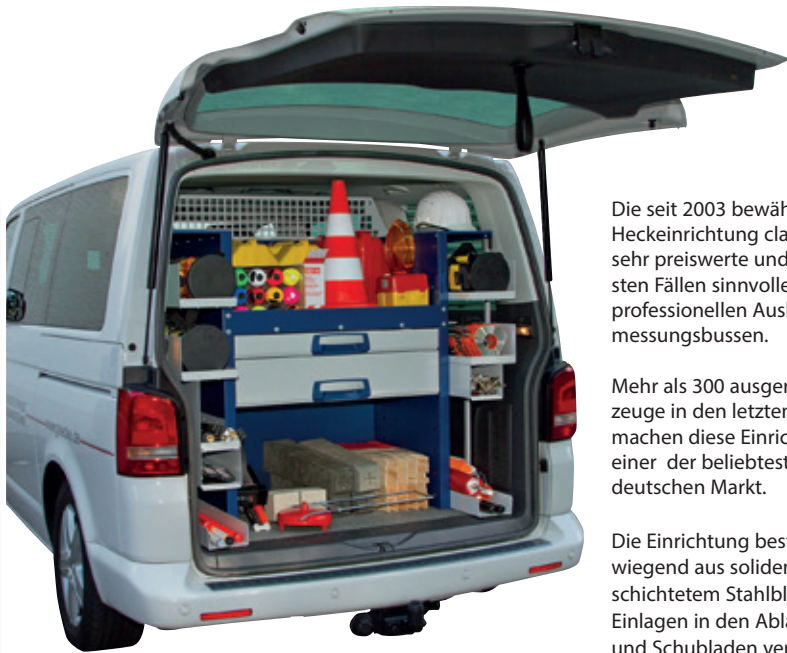 Die seit 2003 bewäh
Heckeinrichtung cla
sehr preiswerte und
sten Fällen sinnvolle
professionellen Ausl
messungsbussen.
Mehr als 300 ausger
zeuge in den letzter
machen diese Einric
einer der beliebtest
deutschen Markt.
Die Einrichtung best
wiegend aus solider
schichtetem Stahlbl
Einlagen in den Abla
und Schubladen ver